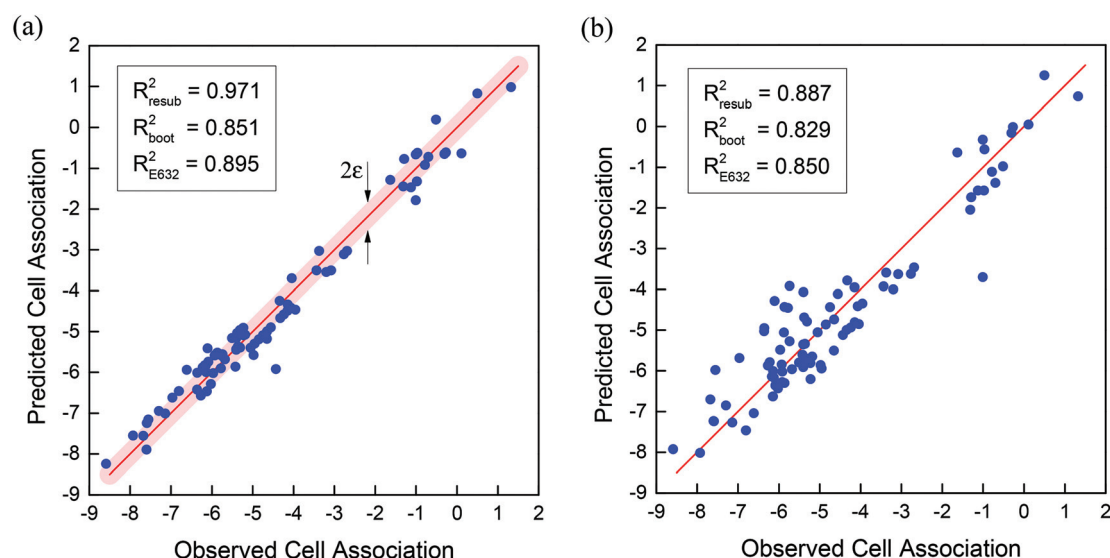 (a)
2
1
0
-1
-2
-3
-4
-5
-6
-7
-8
-9
Predicted Cell Association
R²resub = 0.971
R²boot = 0.851
R²E632 = 0.895
2ε
-9 -8 -7 -6 -5 -4 -3 -2 -1 0 1 2
Observed Cell Association
(b)
2
1
0
-1
-2
-3
-4
-5
-6
-7
-8
-9
Predicted Cell Association
R²resub = 0.887
R²boot = 0.829
R²E632 = 0.850
-9 -8 -7 -6 -5 -4 -3 -2 -1 0 1 2
Observed Cell Association